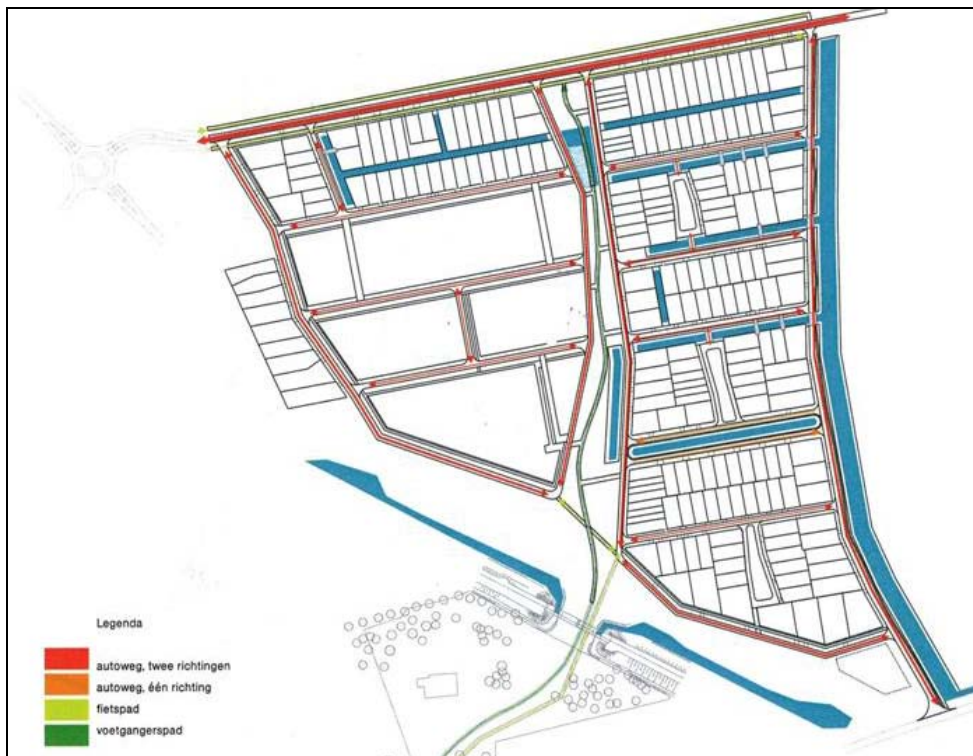 Legenda
autoweg, twee richtingen
autoweg, één richting
fietspad
voetgangerspad